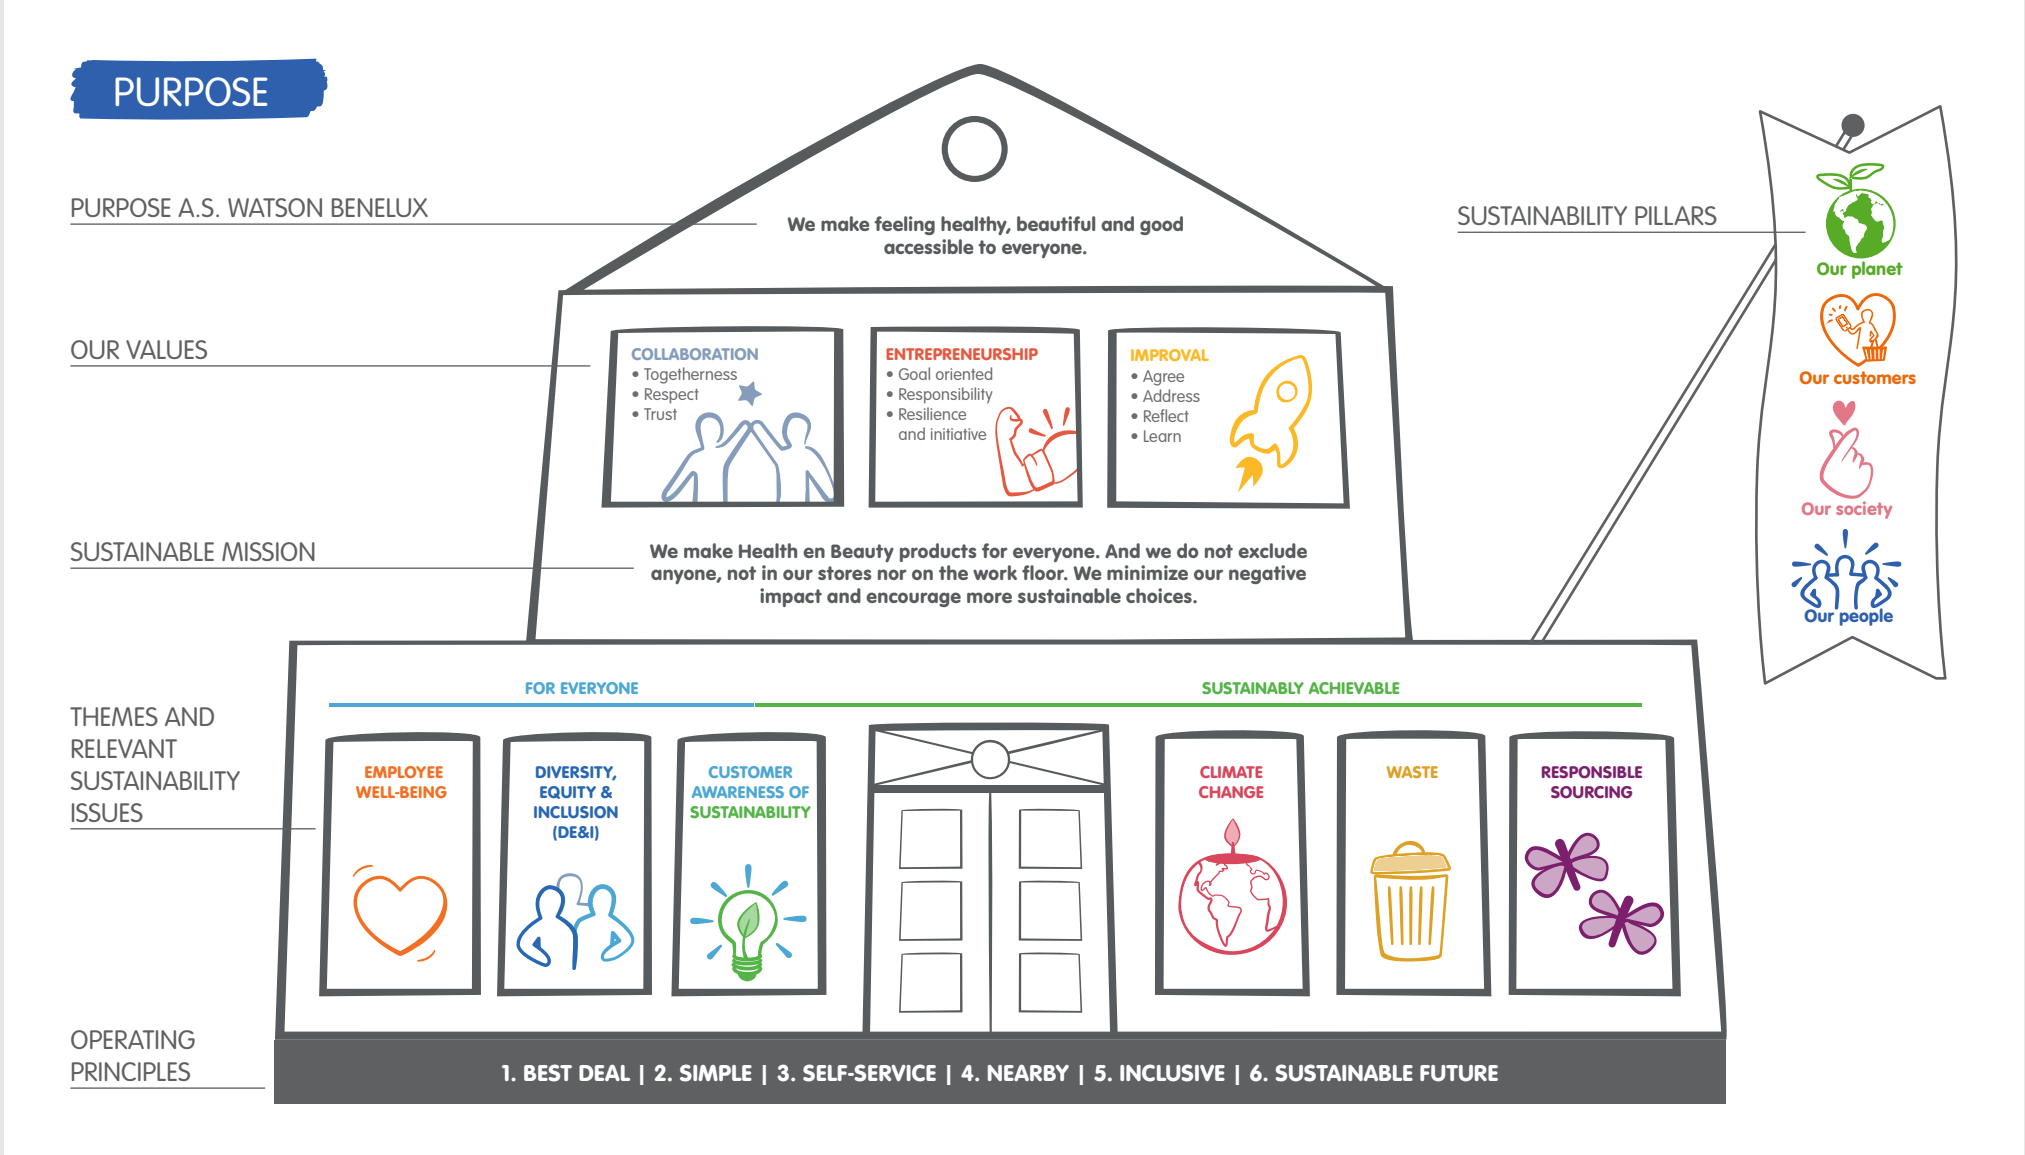 PURPOSE
PURPOSE A.S. WATSON BENELUX
We make feeling healthy, beautiful and good
accessible to everyone.
SUSTAINABILITY PILLARS
Our planet
Our customers
Our society
Our people
OUR VALUES
COLLABORATION
• Togetherness
• Respect
• Trust
ENTREPRENEURSHIP
• Goal oriented
• Responsibility
• Resilience
and initiative
IMPROVAL
• Agree
• Address
• Reflect
• Learn
SUSTAINABLE MISSION
We make Health en Beauty products for everyone. And we do not exclude
anyone, not in our stores nor on the work floor. We minimize our negative
impact and encourage more sustainable choices.
THEMES AND
RELEVANT
SUSTAINABILITY
ISSUES
FOR EVERYONE
SUSTAINABLY ACHIEVABLE
EMPLOYEE
WELL-BEING
DIVERSITY,
EQUITY &
INCLUSION
(DE&I)
CUSTOMER
AWARENESS OF
SUSTAINABILITY
CLIMATE
CHANGE
WASTE
RESPONSIBLE
SOURCING
OPERATING
PRINCIPLES
1. BEST DEAL | 2. SIMPLE | 3. SELF-SERVICE | 4. NEARBY | 5. INCLUSIVE | 6. SUSTAINABLE FUTURE